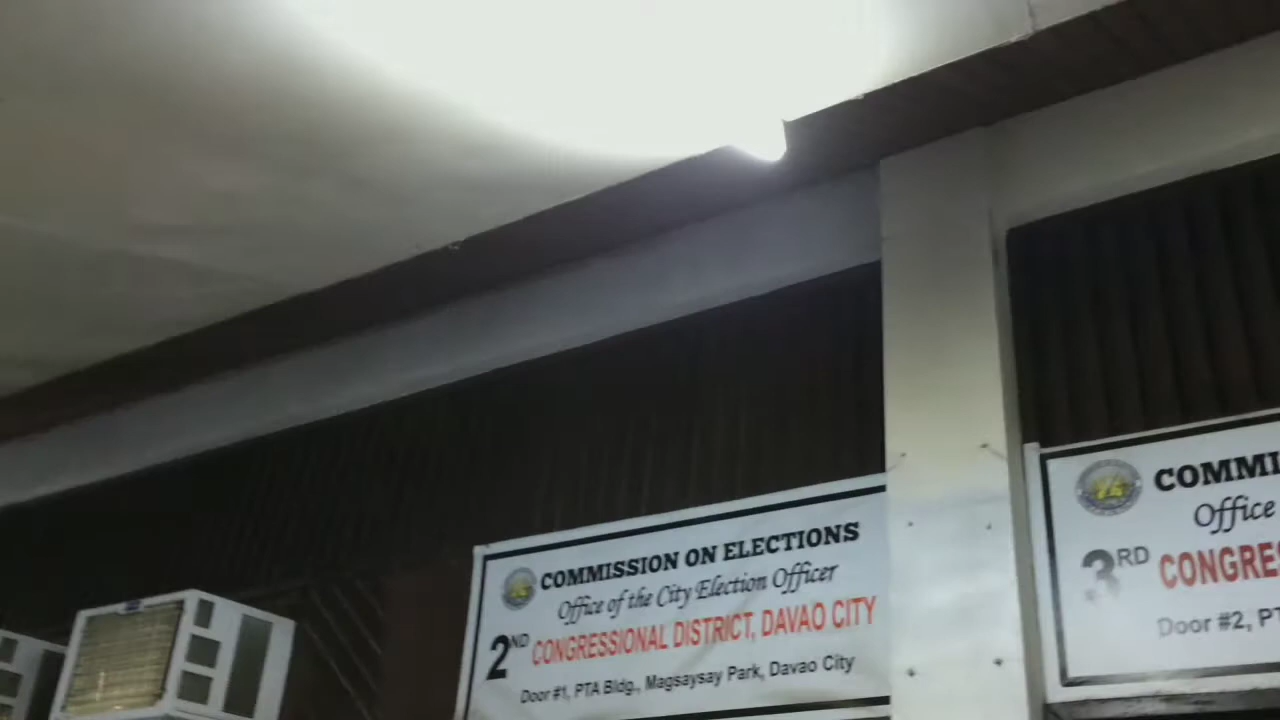 COMMISSION ON ELECTIONS
Office of the City Election Officer
2ND CONGRESSIONAL DISTRICT, DAVAO CITY
Door #1, PTA Bldg., Magsaysay Park, Davao City
COMMI
Office
3RD CONGRES
Door #2, PT